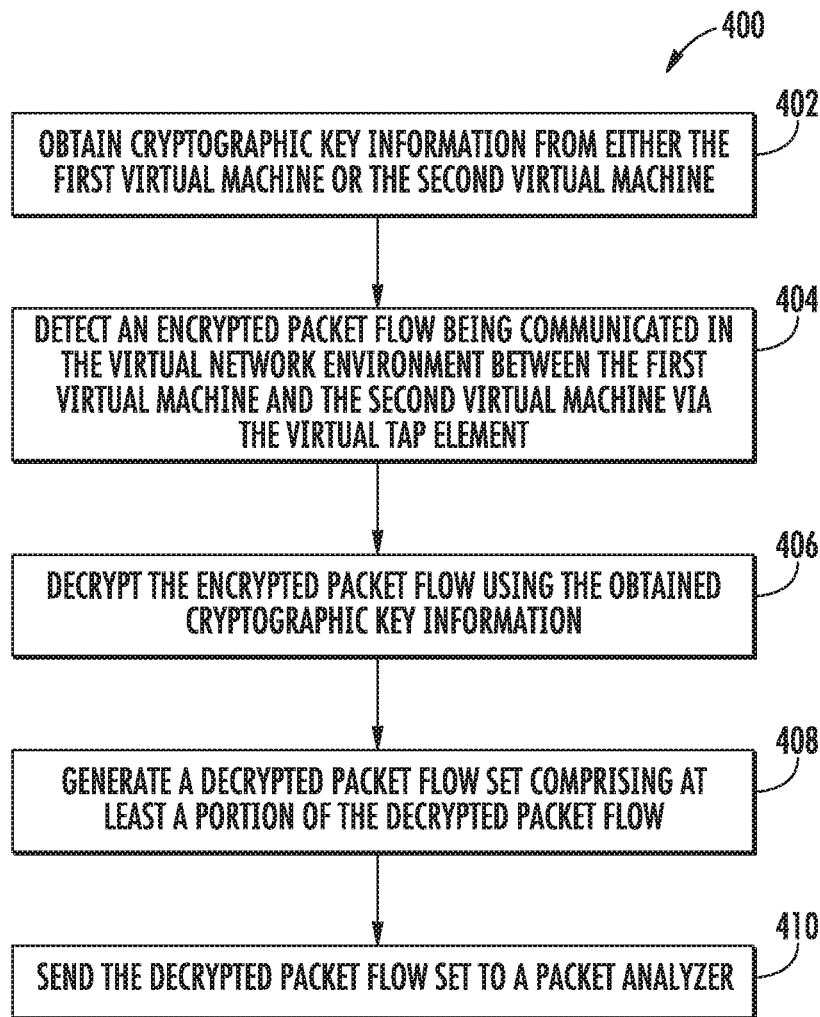 400
402
OBTAIN CRYPTOGRAPHIC KEY INFORMATION FROM EITHER THE
FIRST VIRTUAL MACHINE OR THE SECOND VIRTUAL MACHINE
404
DETECT AN ENCRYPTED PACKET FLOW BEING COMMUNICATED IN
THE VIRTUAL NETWORK ENVIRONMENT BETWEEN THE FIRST
VIRTUAL MACHINE AND THE SECOND VIRTUAL MACHINE VIA
THE VIRTUAL TAP ELEMENT
406
DECRYPT THE ENCRYPTED PACKET FLOW USING THE OBTAINED
CRYPTOGRAPHIC KEY INFORMATION
408
GENERATE A DECRYPTED PACKET FLOW SET COMPRISING AT
LEAST A PORTION OF THE DECRYPTED PACKET FLOW
410
SEND THE DECRYPTED PACKET FLOW SET TO A PACKET ANALYZER